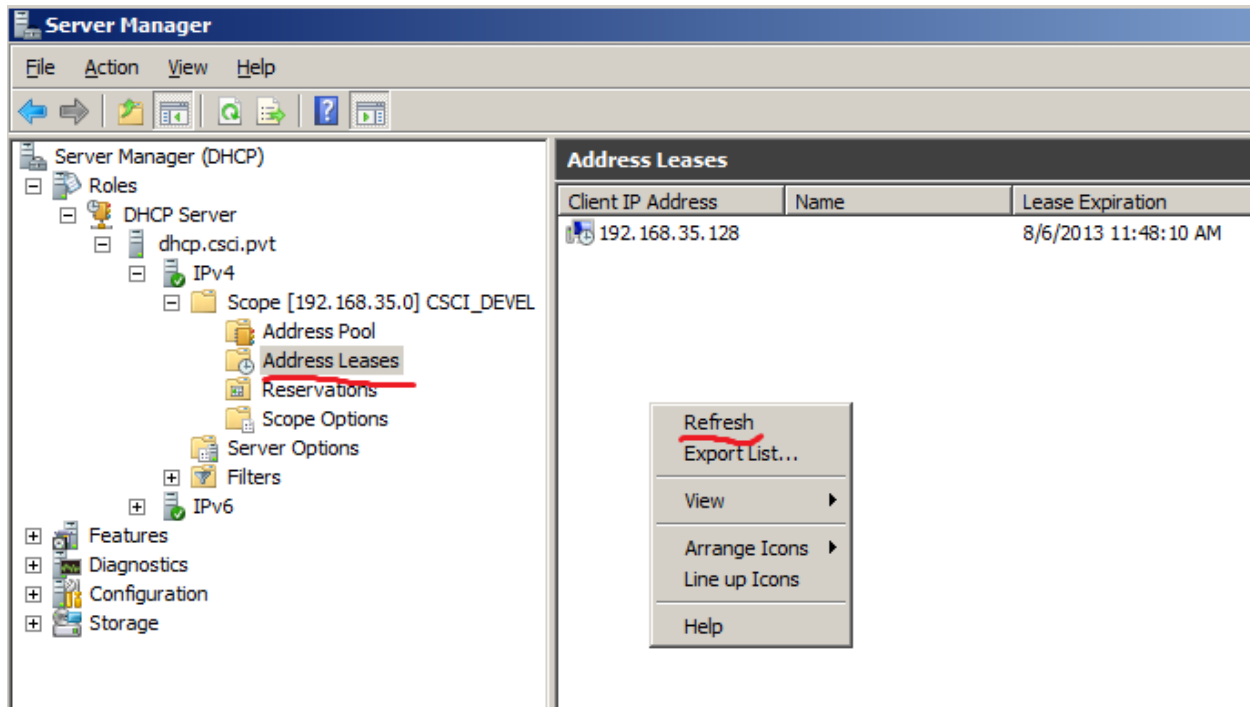 Server Manager
File Action View Help
Server Manager (DHCP)
Roles
DHCP Server
dhcp.csci.pvt
IPv4
Scope [192.168.35.0] CSCI_DEVEL
Address Pool
Address Leases
Reservations
Scope Options
Server Options
Filters
IPv6
Features
Diagnostics
Configuration
Storage
Address Leases
Client IP Address Name Lease Expiration
192.168.35.128 8/6/2013 11:48:10 AM
Refresh
Export List...
View
Arrange Icons
Line up Icons
Help